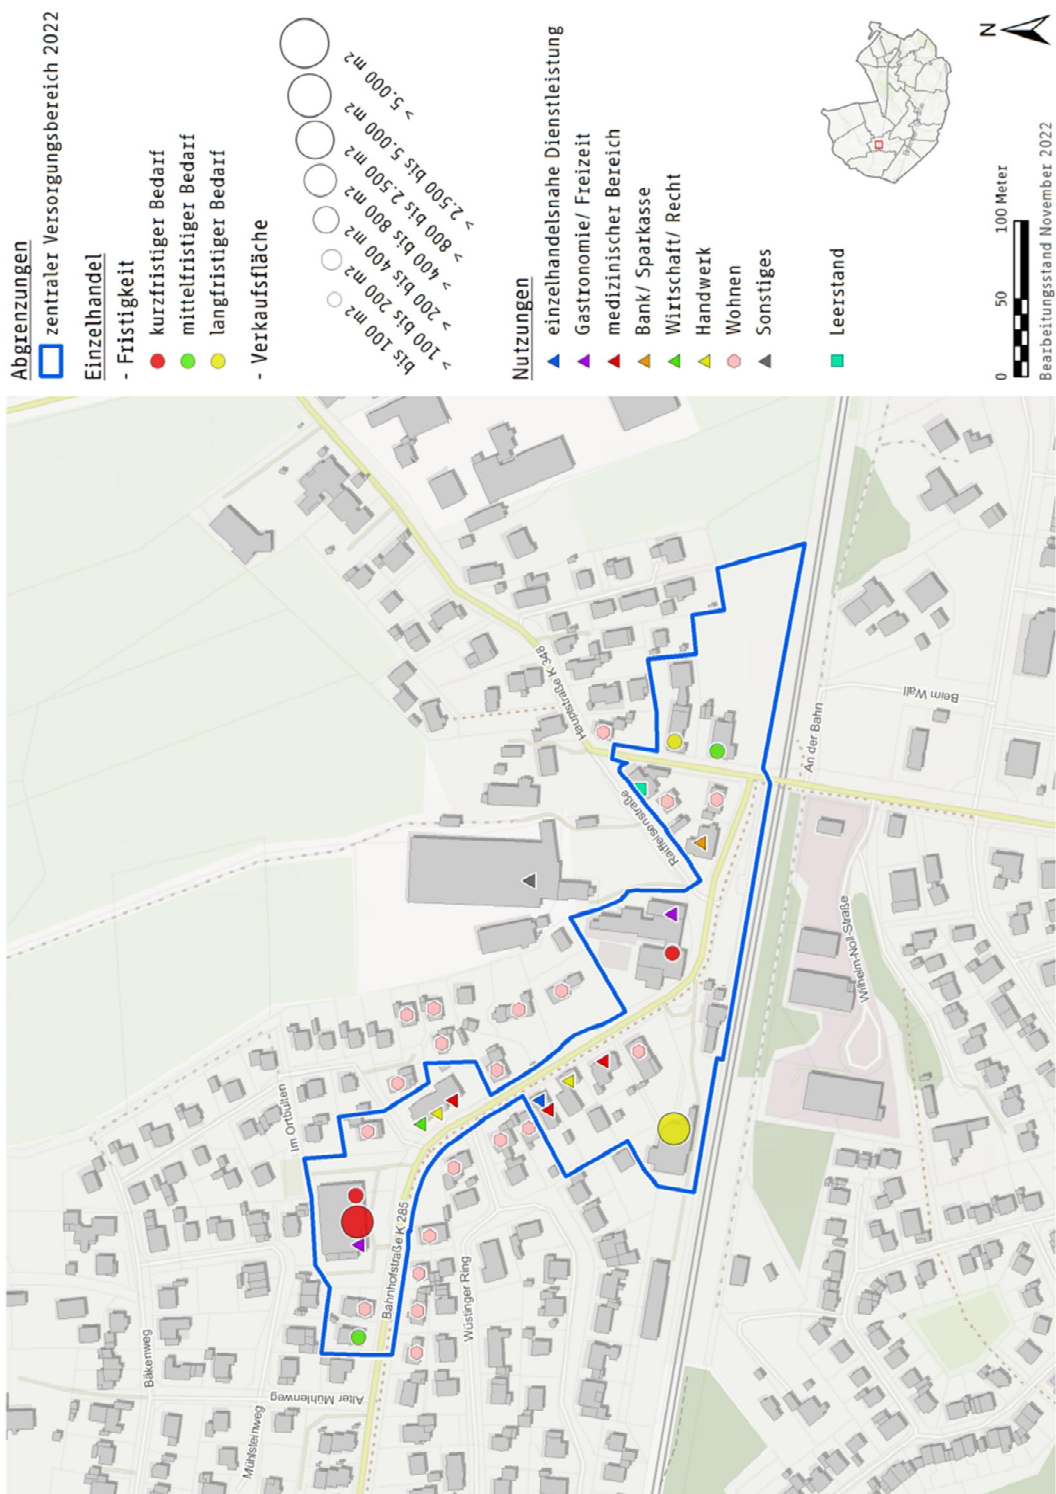 Abgrenzungen
zentraler Versorgungsbereich 2022
Einzelhandel
- Fristigkeit
kurzfristiger Bedarf
mittelfristiger Bedarf
langfristiger Bedarf
- Verkaufsfläche
bis 100 m²
> 100 bis 200 m²
> 200 bis 400 m²
> 400 bis 800 m²
> 800 bis 2.500 m²
> 2.500 bis 5.000 m²
> 5.000 m²
Nutzungen
einzelhandelsnahe Dienstleistung
Gastronomie/ Freizeit
medizinischer Bereich
Bank/ Sparkasse
Wirtschaft/ Recht
Handwerk
Wohnen
Sonstiges
Leerstand
N
0 50 100 Meter
Bearbeitungsstand November 2022
Hauptstraße K 348
Raiffeisenstraße
An der Bahn
Beim Wall
Wilhelm-Noll-Straße
Im Ortbulten
Bahnhofstraße K 285
Wüstinger Ring
Bäkenweg
Alter Mühlenweg
Mühlsteinweg